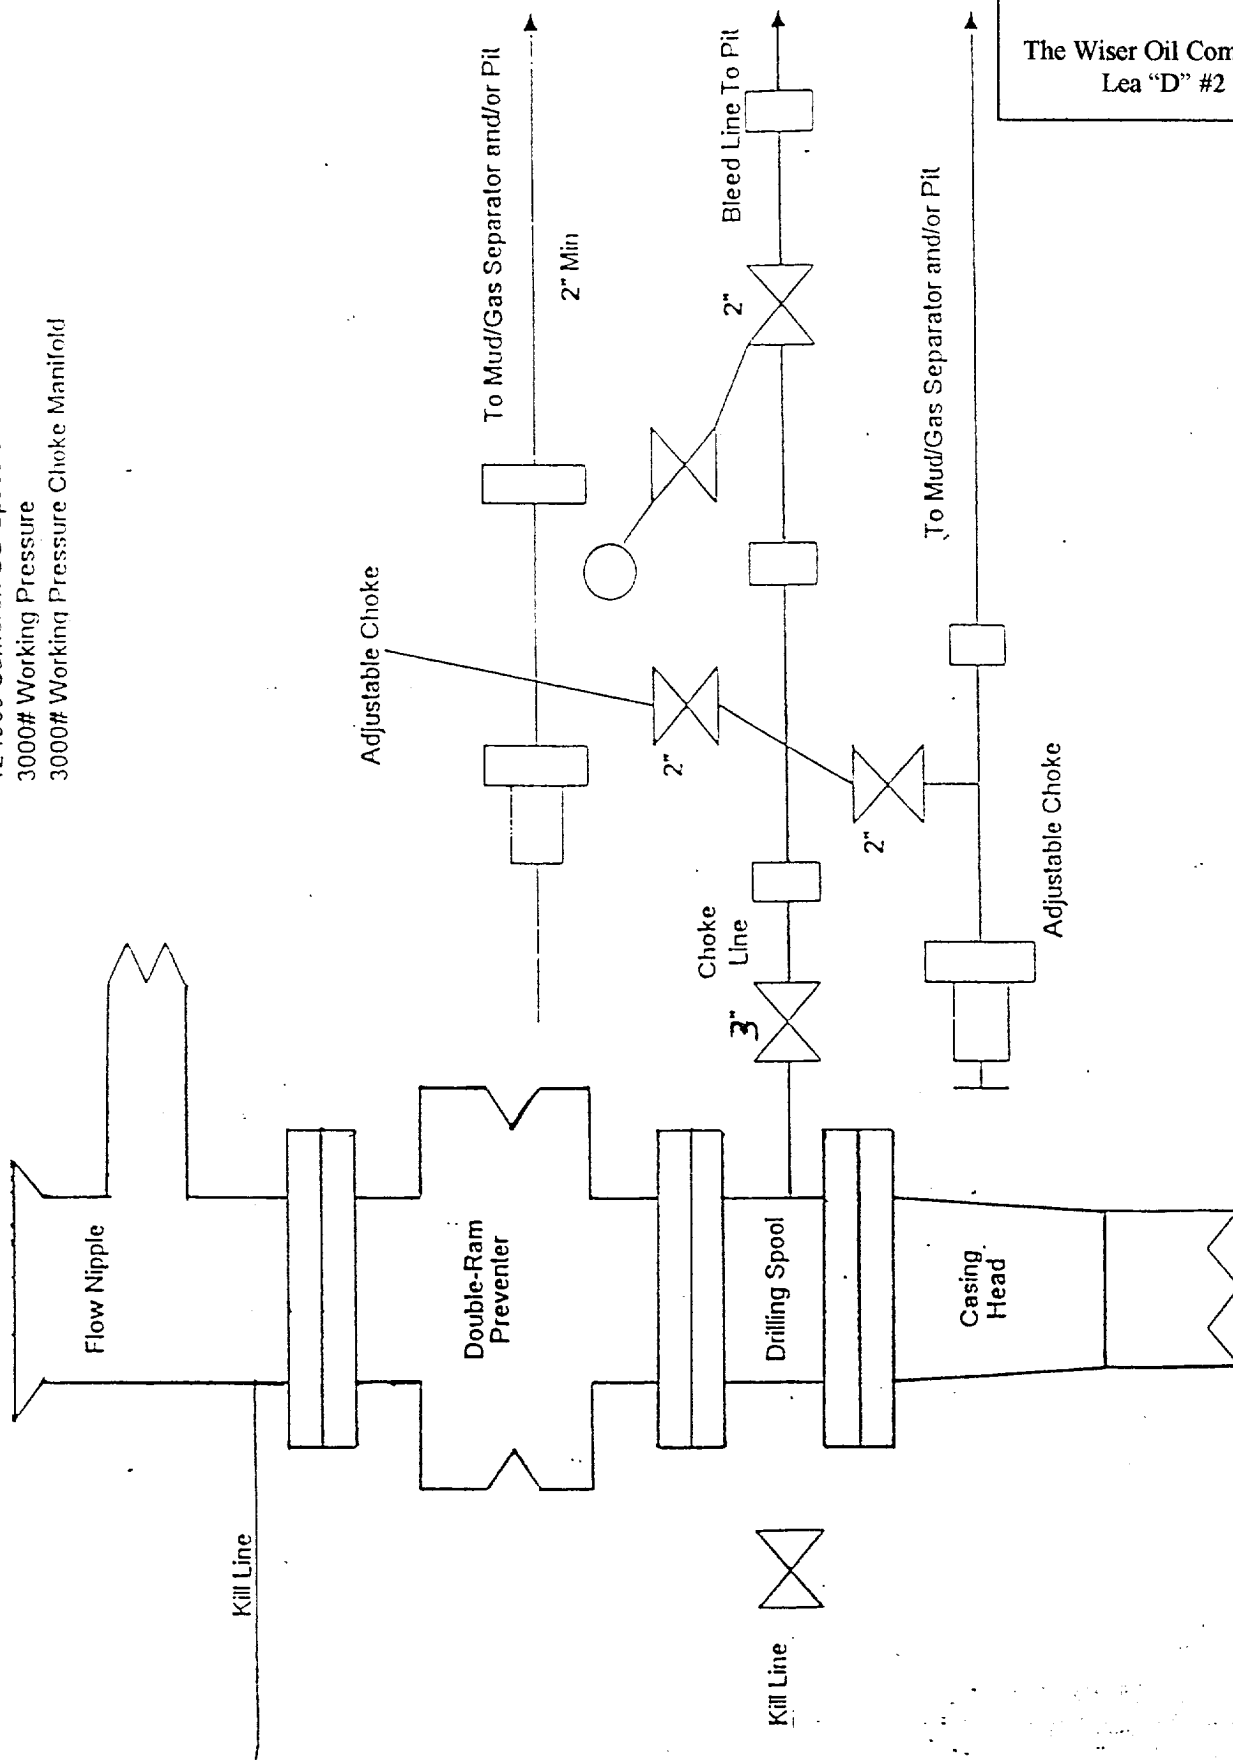 3000# Working Pressure
3000# Working Pressure Choke Manifold
The Wiser Oil Com
Lea "D" #2
Flow Nipple
Kill Line
Adjustable Choke
To Mud/Gas Separator and/or Pit
2" Min
Double-Ram
Preventer
2"
Bleed Line To Pit
2"
Choke
Line
3"
Drilling Spool
Kill Line
2"
To Mud/Gas Separator and/or Pit
Casing
Head
Adjustable Choke